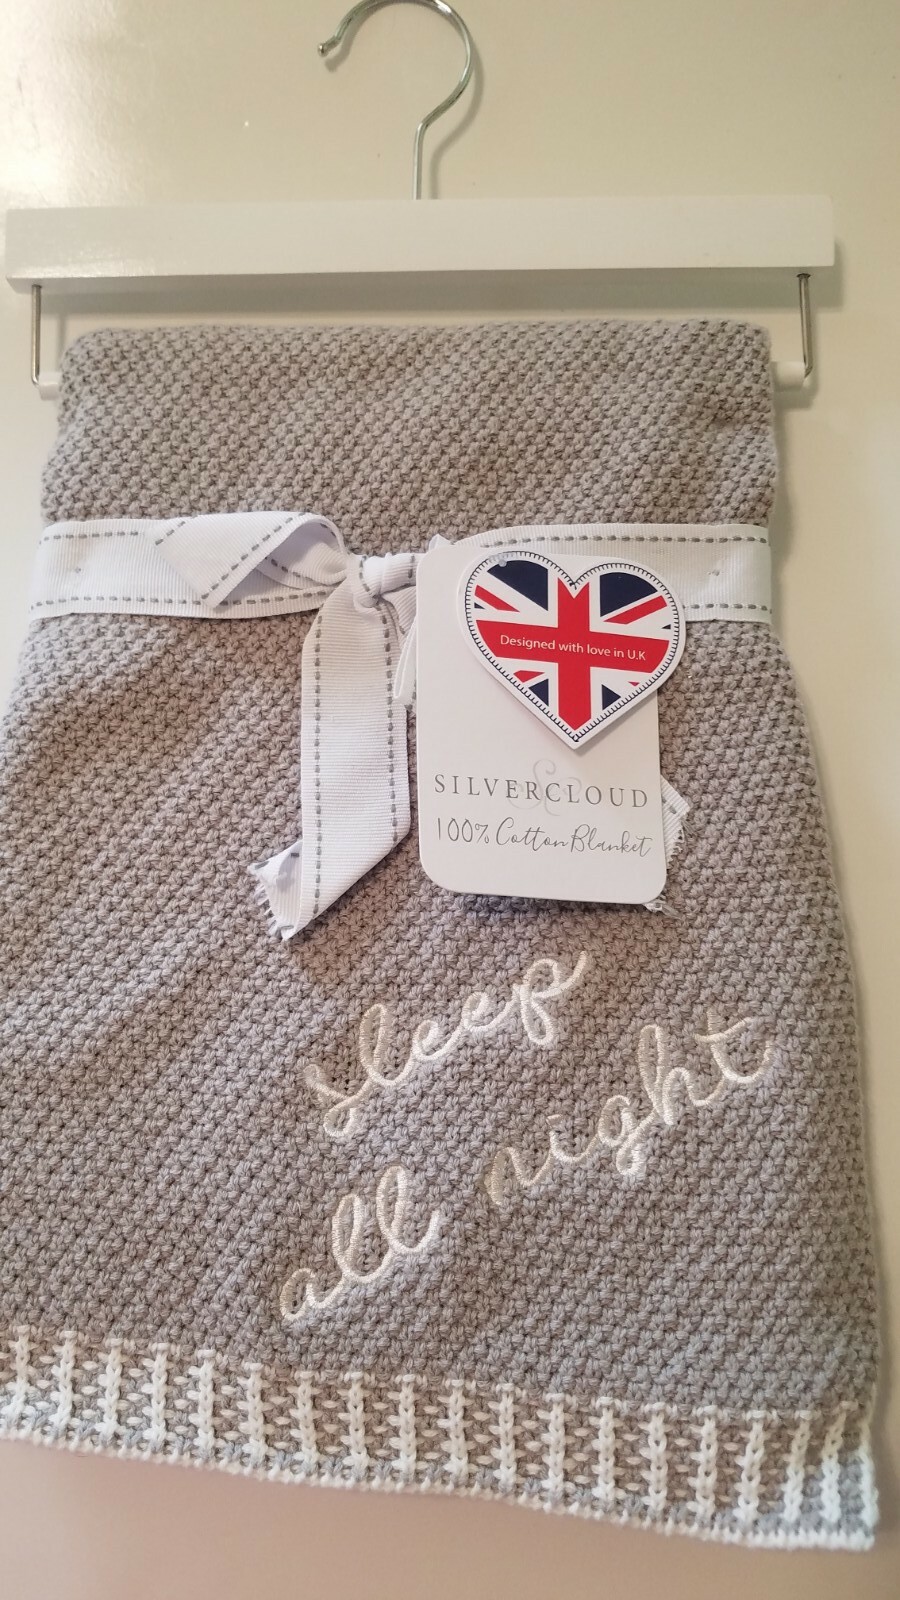 Designed with love in U.K
SILVERCLOUD
100% Cotton Blanket
sleep
all night